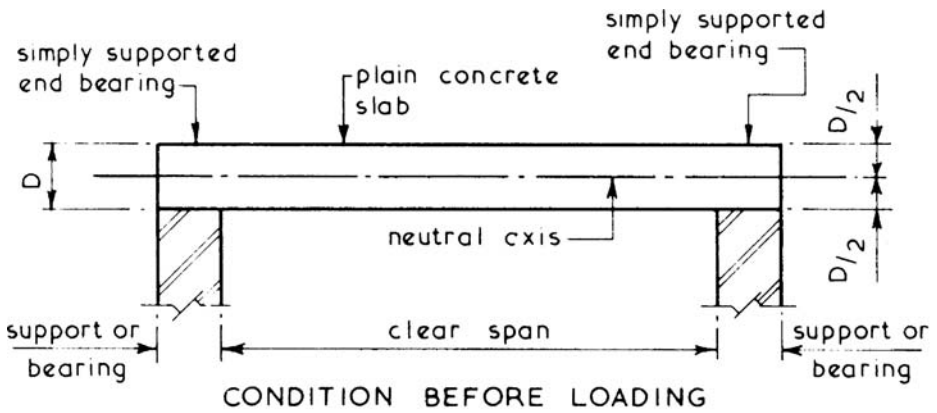 simply supported
end bearing
plain concrete
slab
simply supported
end bearing
D/2
D
neutral cxis
D/2
support or
bearing
clear span
support or
bearing
CONDITION BEFORE LOADING